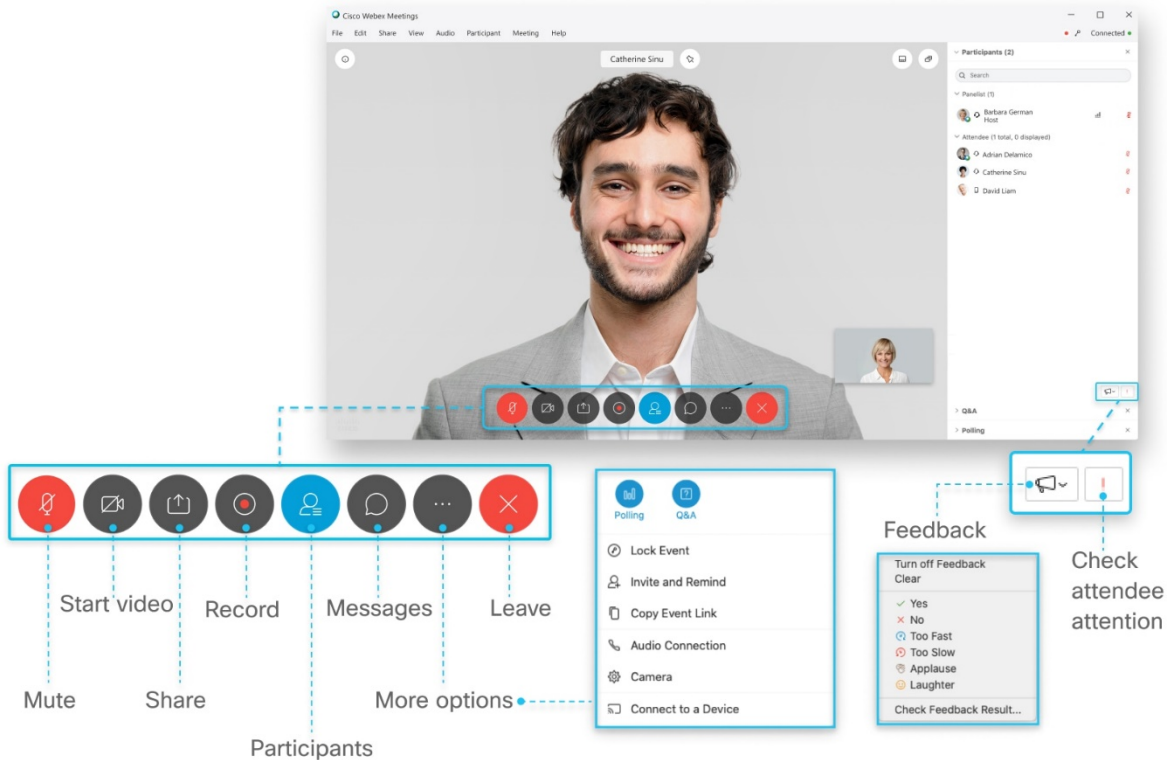 Cisco Webex Meetings
File Edit Share View Audio Participant Meeting Help
Connected
Catherine Sinu
Participants (2)
Search
Panelist (1)
Barbara German
Host
Attendee (1 total, 0 displayed)
Adrian Delamico
Catherine Sinu
David Liam
Q&A
Polling
Mute
Start video
Share
Record
Participants
Messages
More options
Leave
Polling
Q&A
Lock Event
Invite and Remind
Copy Event Link
Audio Connection
Camera
Connect to a Device
Feedback
Turn off Feedback
Clear
Yes
No
Too Fast
Too Slow
Applause
Laughter
Check Feedback Result...
Check
attendee
attention